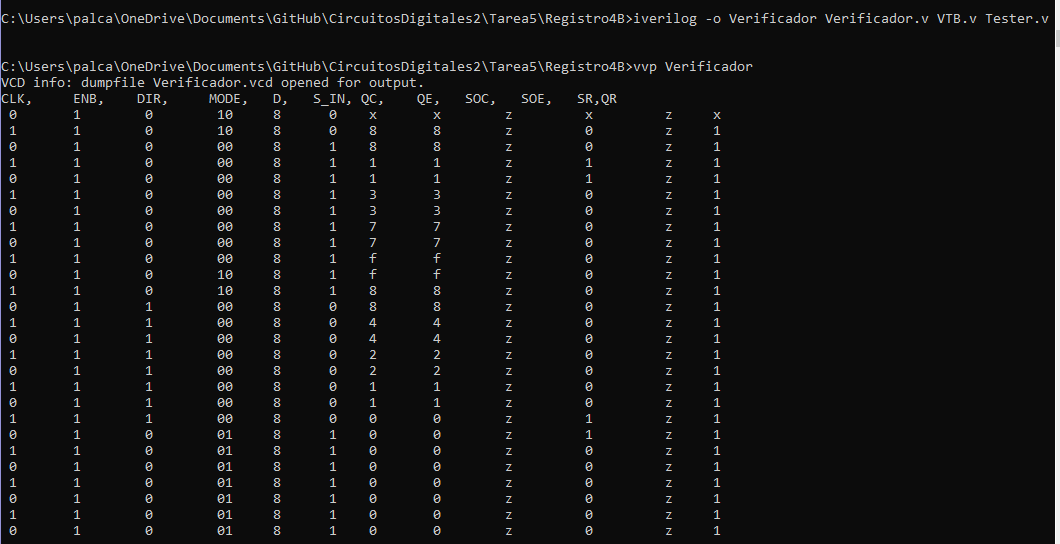 C:\Users\palca\OneDrive\Documents\GitHub\CircuitosDigitales2\Tarea5\Registro4B>iverilog -o Verificador Verificador.v VTB.v Tester.v
C:\Users\palca\OneDrive\Documents\GitHub\CircuitosDigitales2\Tarea5\Registro4B>vvp Verificador
VCD info: dumpfile Verificador.vcd opened for output.
CLK, ENB, DIR, MODE, D, S_IN, QC, QE, SOC, SOE, SR,QR
0 1 0 10 8 0 x x z x z x
1 1 0 10 8 0 8 8 z 0 z 1
0 1 0 00 8 1 8 8 z 0 z 1
1 1 0 00 8 1 1 1 z 1 z 1
0 1 0 00 8 1 1 1 z 1 z 1
1 1 0 00 8 1 3 3 z 0 z 1
0 1 0 00 8 1 3 3 z 0 z 1
1 1 0 00 8 1 7 7 z 0 z 1
0 1 0 00 8 1 7 7 z 0 z 1
1 1 0 00 8 1 f f z 0 z 1
0 1 0 10 8 1 f f z 0 z 1
1 1 0 10 8 1 8 8 z 0 z 1
0 1 1 00 8 0 8 8 z 0 z 1
1 1 1 00 8 0 4 4 z 0 z 1
0 1 1 00 8 0 4 4 z 0 z 1
1 1 1 00 8 0 2 2 z 0 z 1
0 1 1 00 8 0 2 2 z 0 z 1
1 1 1 00 8 0 1 1 z 0 z 1
0 1 1 00 8 0 1 1 z 0 z 1
1 1 1 00 8 0 0 0 z 1 z 1
0 1 0 01 8 1 0 0 z 1 z 1
1 1 0 01 8 1 0 0 z 0 z 1
0 1 0 01 8 1 0 0 z 0 z 1
1 1 0 01 8 1 0 0 z 0 z 1
0 1 0 01 8 1 0 0 z 0 z 1
1 1 0 01 8 1 0 0 z 0 z 1
0 1 0 01 8 1 0 0 z 0 z 1